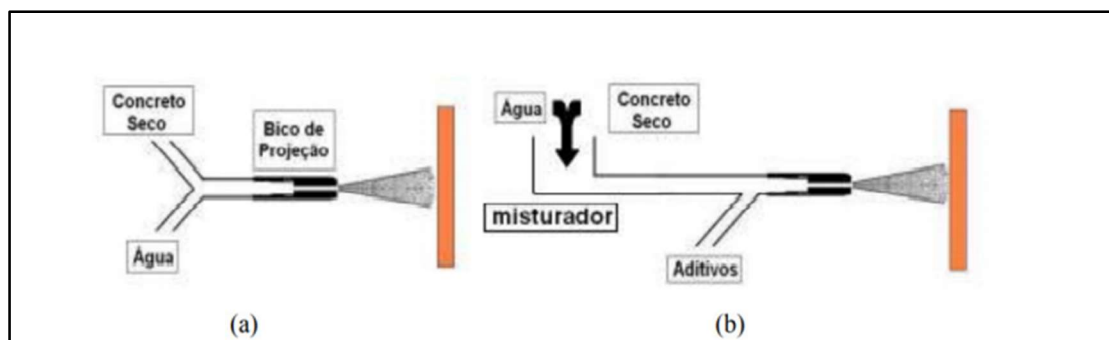 Concreto
Seco
Bico de
Projeção
Água
(a)
Água
Concreto
Seco
misturador
Aditivos
(b)